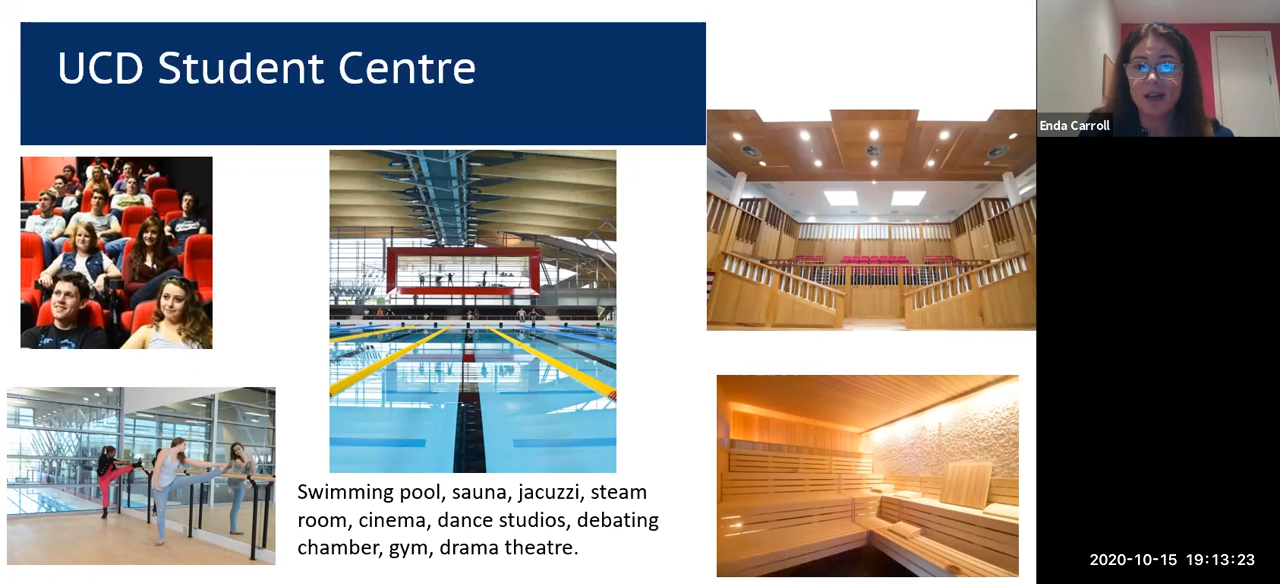 UCD Student Centre
Enda Carroll
Swimming pool, sauna, jacuzzi, steam
room, cinema, dance studios, debating
chamber, gym, drama theatre.
2020-10-15 19:13:23